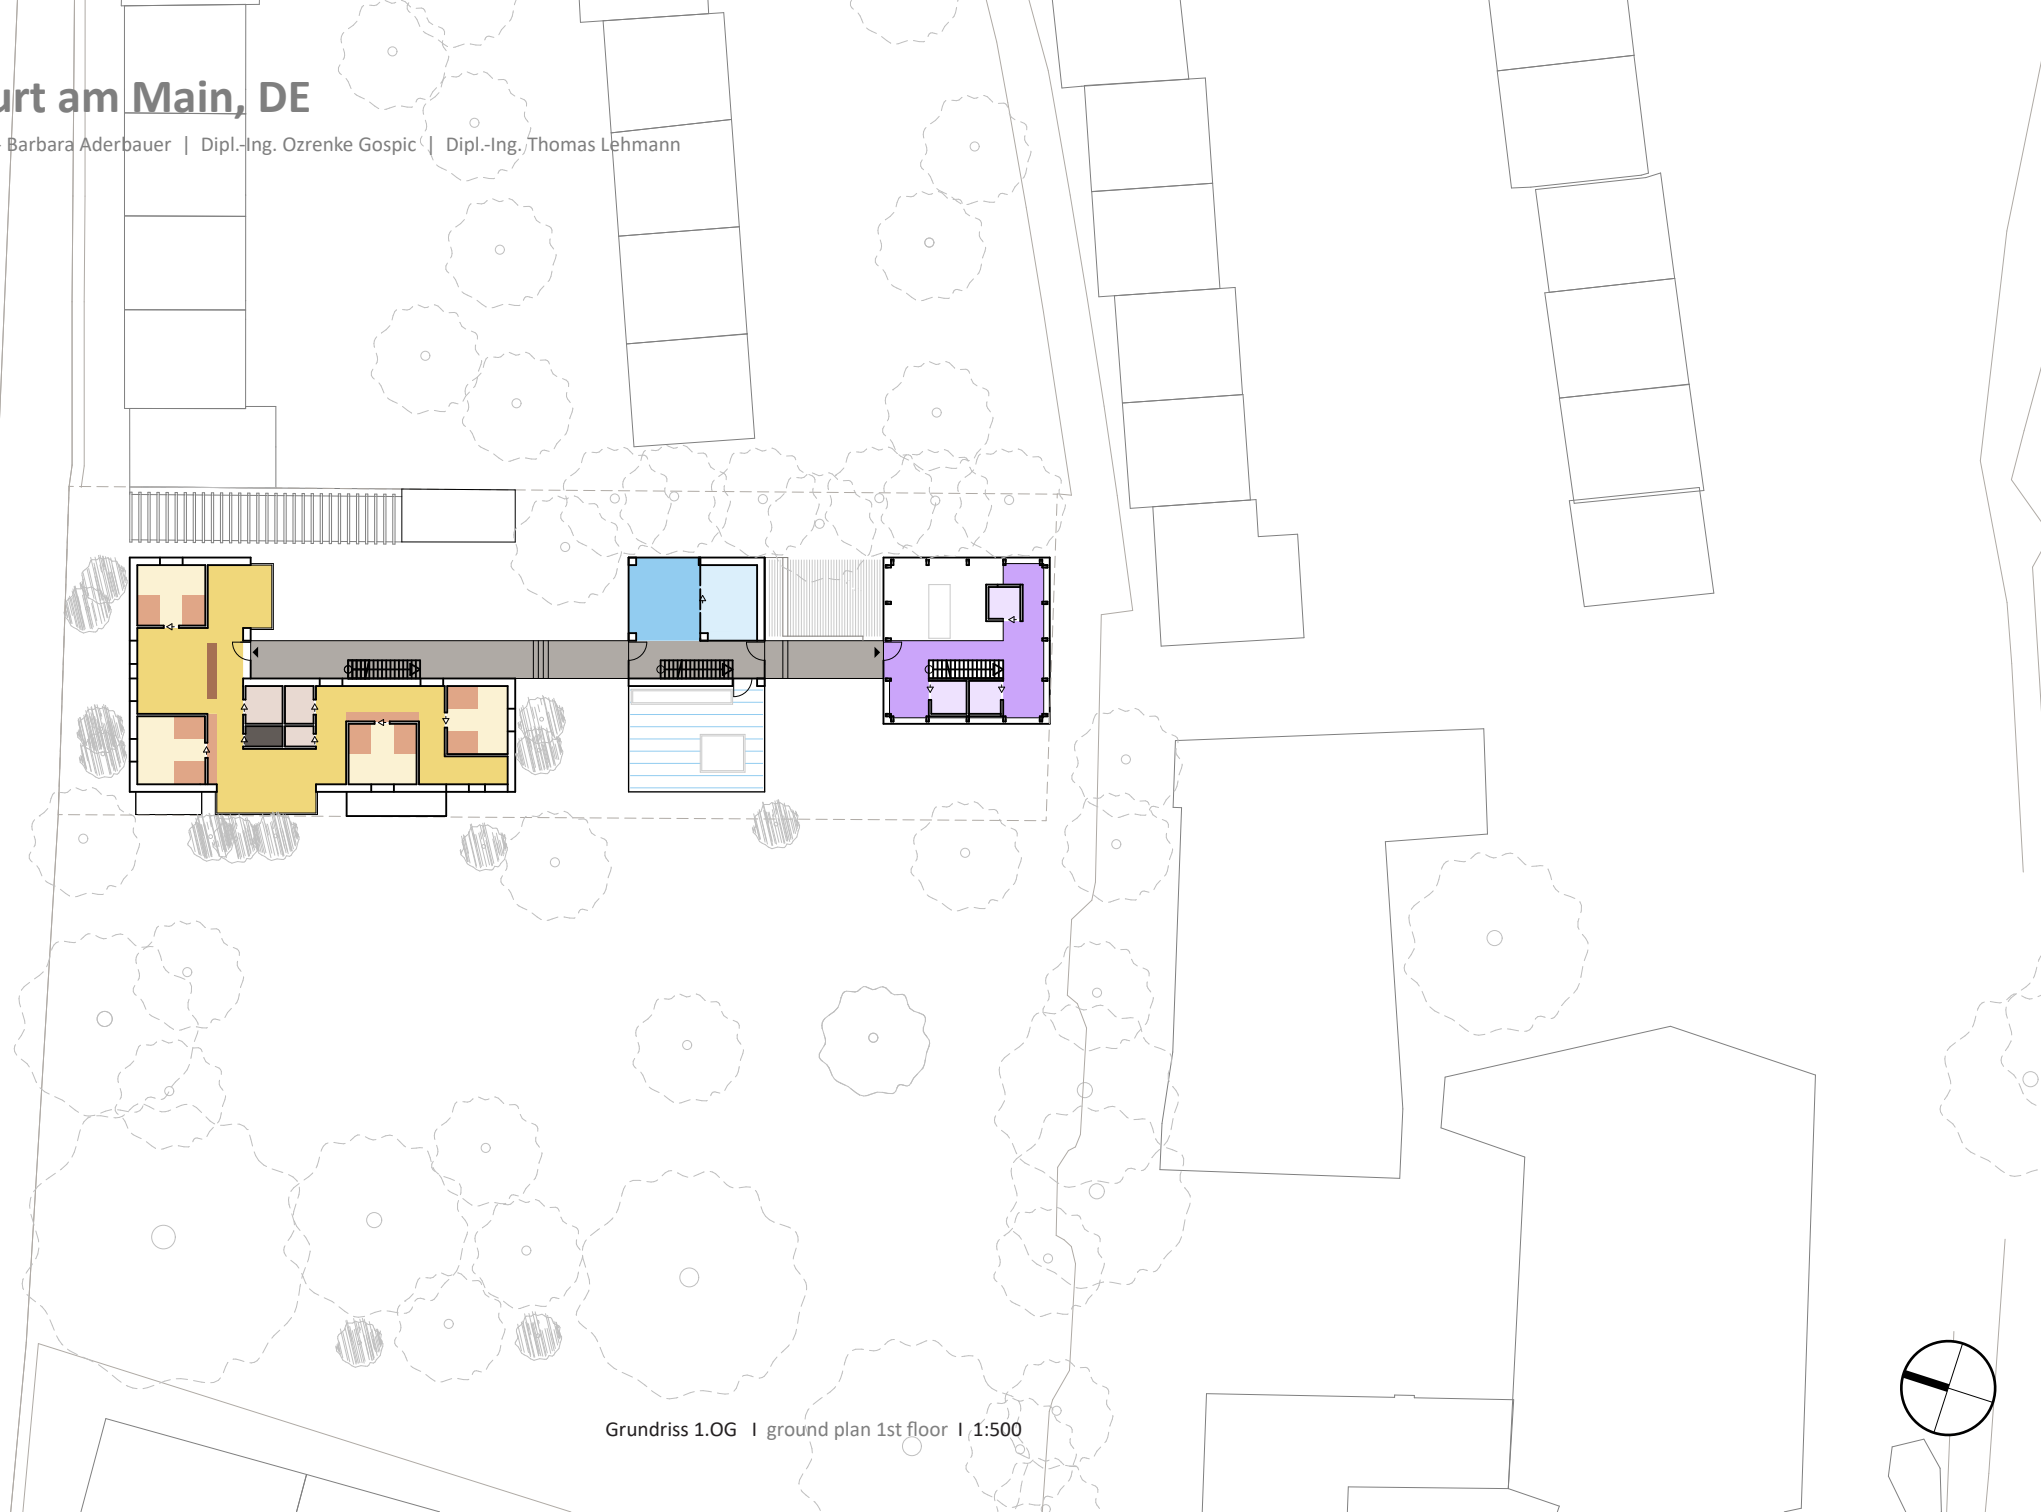 urt am Main, DE
Barbara Aderbauer | Dipl.-Ing. Ozrenke Gospic | Dipl.-Ing. Thomas Lehmann
Grundriss 1.OG I ground plan 1st floor I 1:500